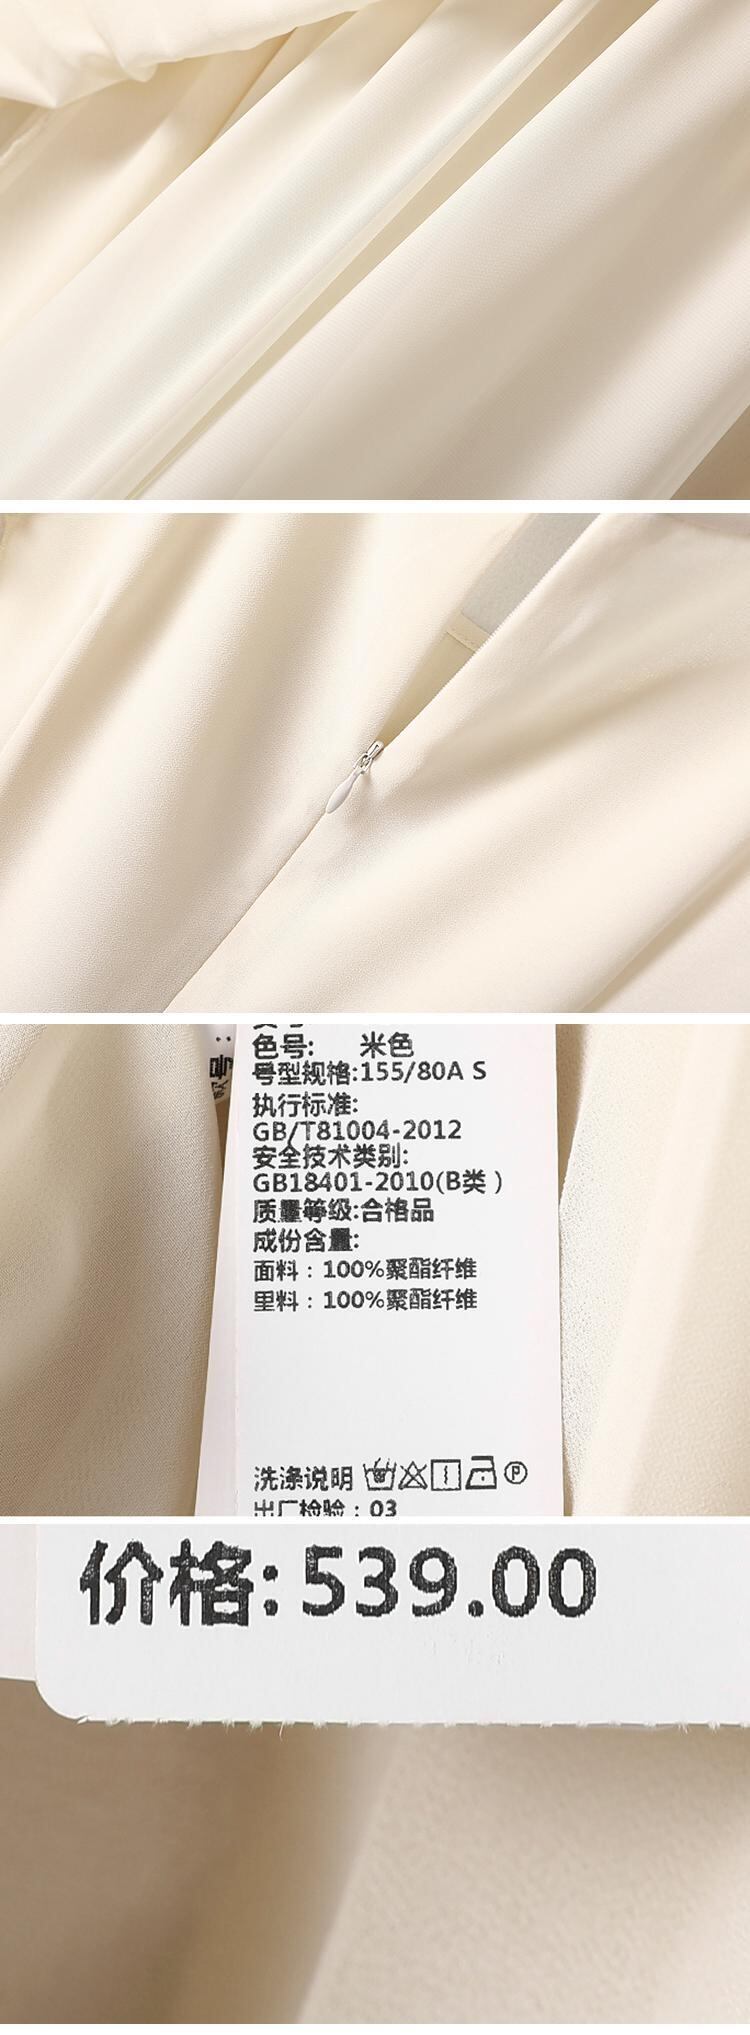 色号: 米色
号型规格:155/80A S
执行标准:
GB/T81004-2012
安全技术类别:
GB18401-2010(B类)
质量等级:合格品
成份含量:
面料：100%聚酯纤维
里料：100%聚酯纤维
洗涤说明
出厂检验：03
价格:539.00